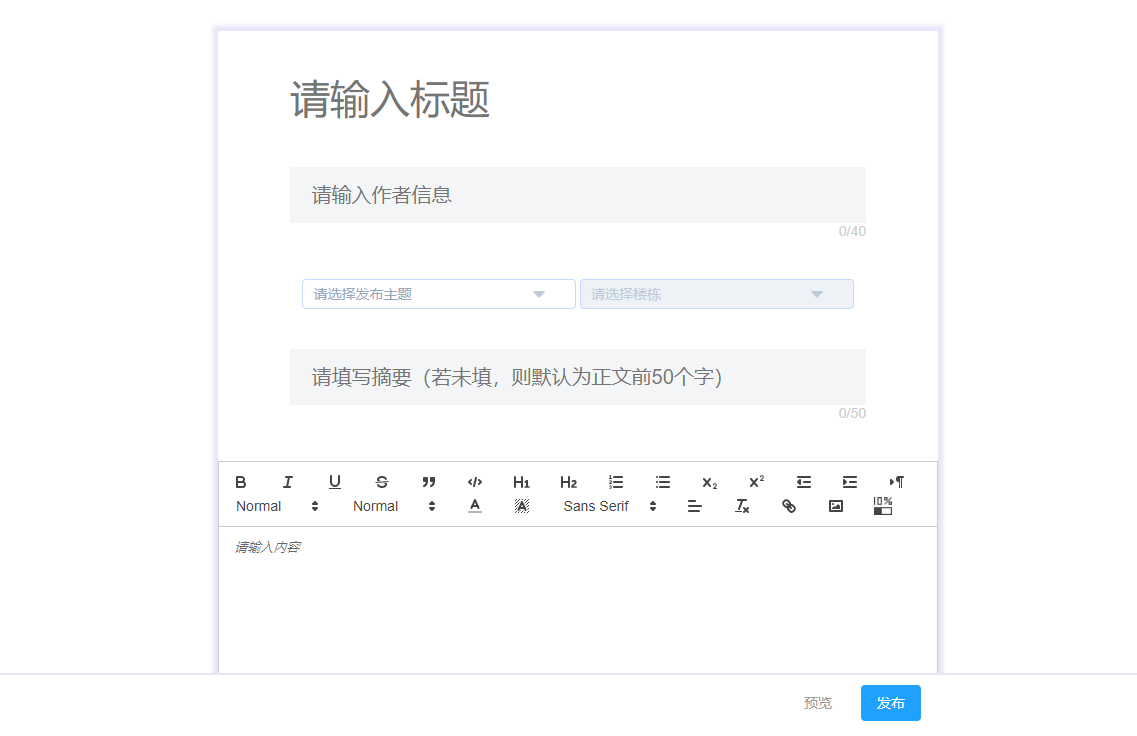 请输入标题
请输入作者信息
0/40
请选择发布主题 请选择楼栋
请填写摘要（若未填，则默认为正文前50个字）
0/50
B I U S H1 H2 x₂ x²
Normal Normal A A Sans Serif Tx 10%
请输入内容
预览 发布